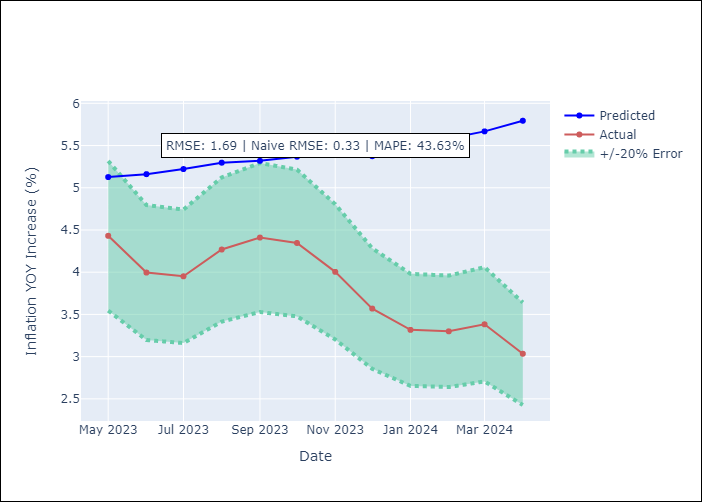 6
5.5
5
4.5
4
3.5
3
2.5
Inflation YOY Increase (%)
RMSE: 1.69 | Naive RMSE: 0.33 | MAPE: 43.63%
Predicted
Actual
+/-20% Error
May 2023
Jul 2023
Sep 2023
Nov 2023
Jan 2024
Mar 2024
Date